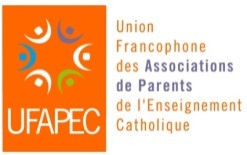 UFAPEC
Union
Francophone
des Associations
de Parents
de l'Enseignement
Catholique